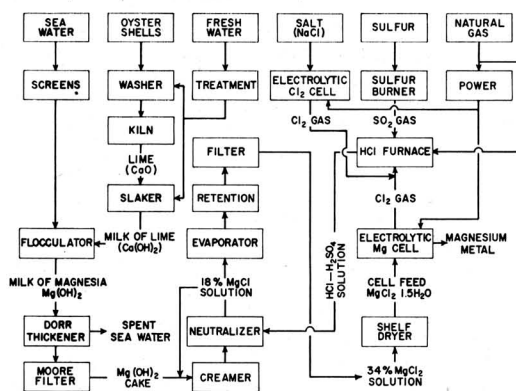 SEA
WATER
OYSTER
SHELLS
FRESH
WATER
SALT
(NaCl)
SULFUR
NATURAL
GAS
SCREENS
WASHER
TREATMENT
ELECTROLYTIC
Cl2 CELL
SULFUR
BURNER
POWER
KILN
Cl2 GAS
SO2 GAS
LIME
(CaO)
FILTER
HCl FURNACE
SLAKER
RETENTION
Cl2 GAS
FLOCCULATOR
MILK OF LIME
(Ca(OH)2)
EVAPORATOR
HCl-H2SO4
SOLUTION
ELECTROLYTIC
Mg CELL
MAGNESIUM
METAL
MILK OF MAGNESIA
Mg(OH)2
18% MgCl
SOLUTION
CELL FEED
MgCl2 1.5H2O
DORR
THICKENER
SPENT
SEA WATER
NEUTRALIZER
SHELF
DRYER
MOORE
FILTER
Mg(OH)2
CAKE
CREAMER
34% MgCl2
SOLUTION